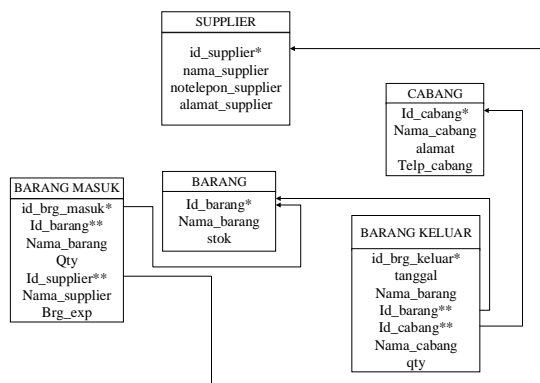 SUPPLIER
id_supplier*
nama_supplier
notelepon_supplier
alamat_supplier
CABANG
Id_cabang*
Nama_cabang
alamat
Telp_cabang
BARANG MASUK
id_brg_masuk*
Id_barang**
Nama_barang
Qty
Id_supplier**
Nama_supplier
Brg_exp
BARANG
Id_barang*
Nama_barang
stok
BARANG KELUAR
id_brg_keluar*
tanggal
Nama_barang
Id_barang**
Id_cabang**
Nama_cabang
qty